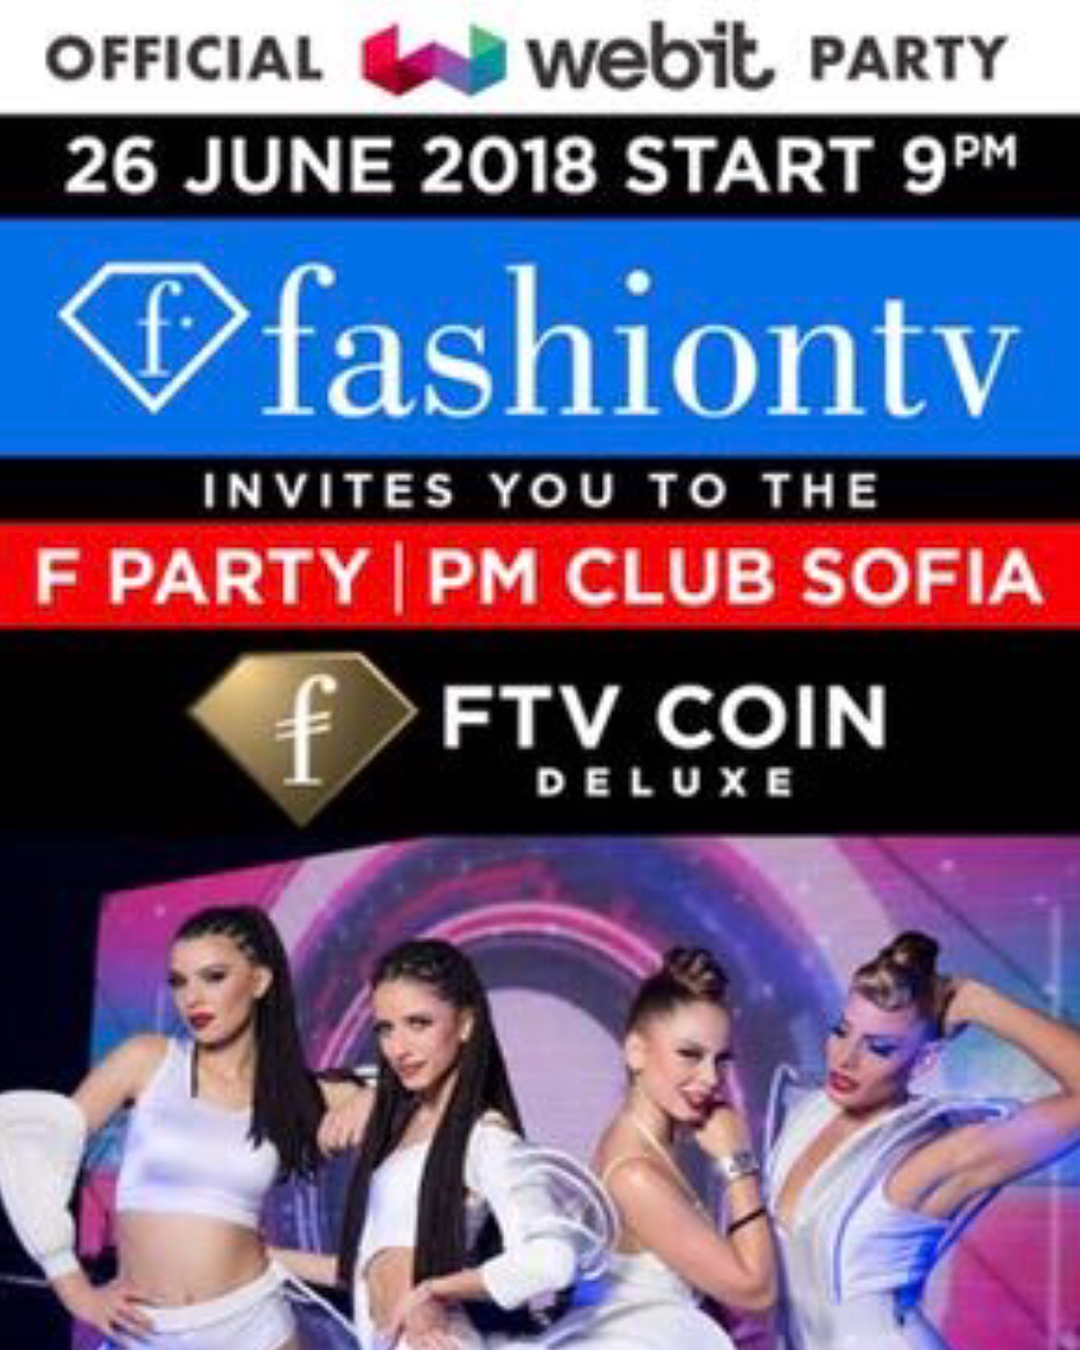 OFFICIAL webit PARTY
26 JUNE 2018 START 9PM
f. fashiontv
INVITES YOU TO THE
F PARTY | PM CLUB SOFIA
f FTV COIN
DELUXE